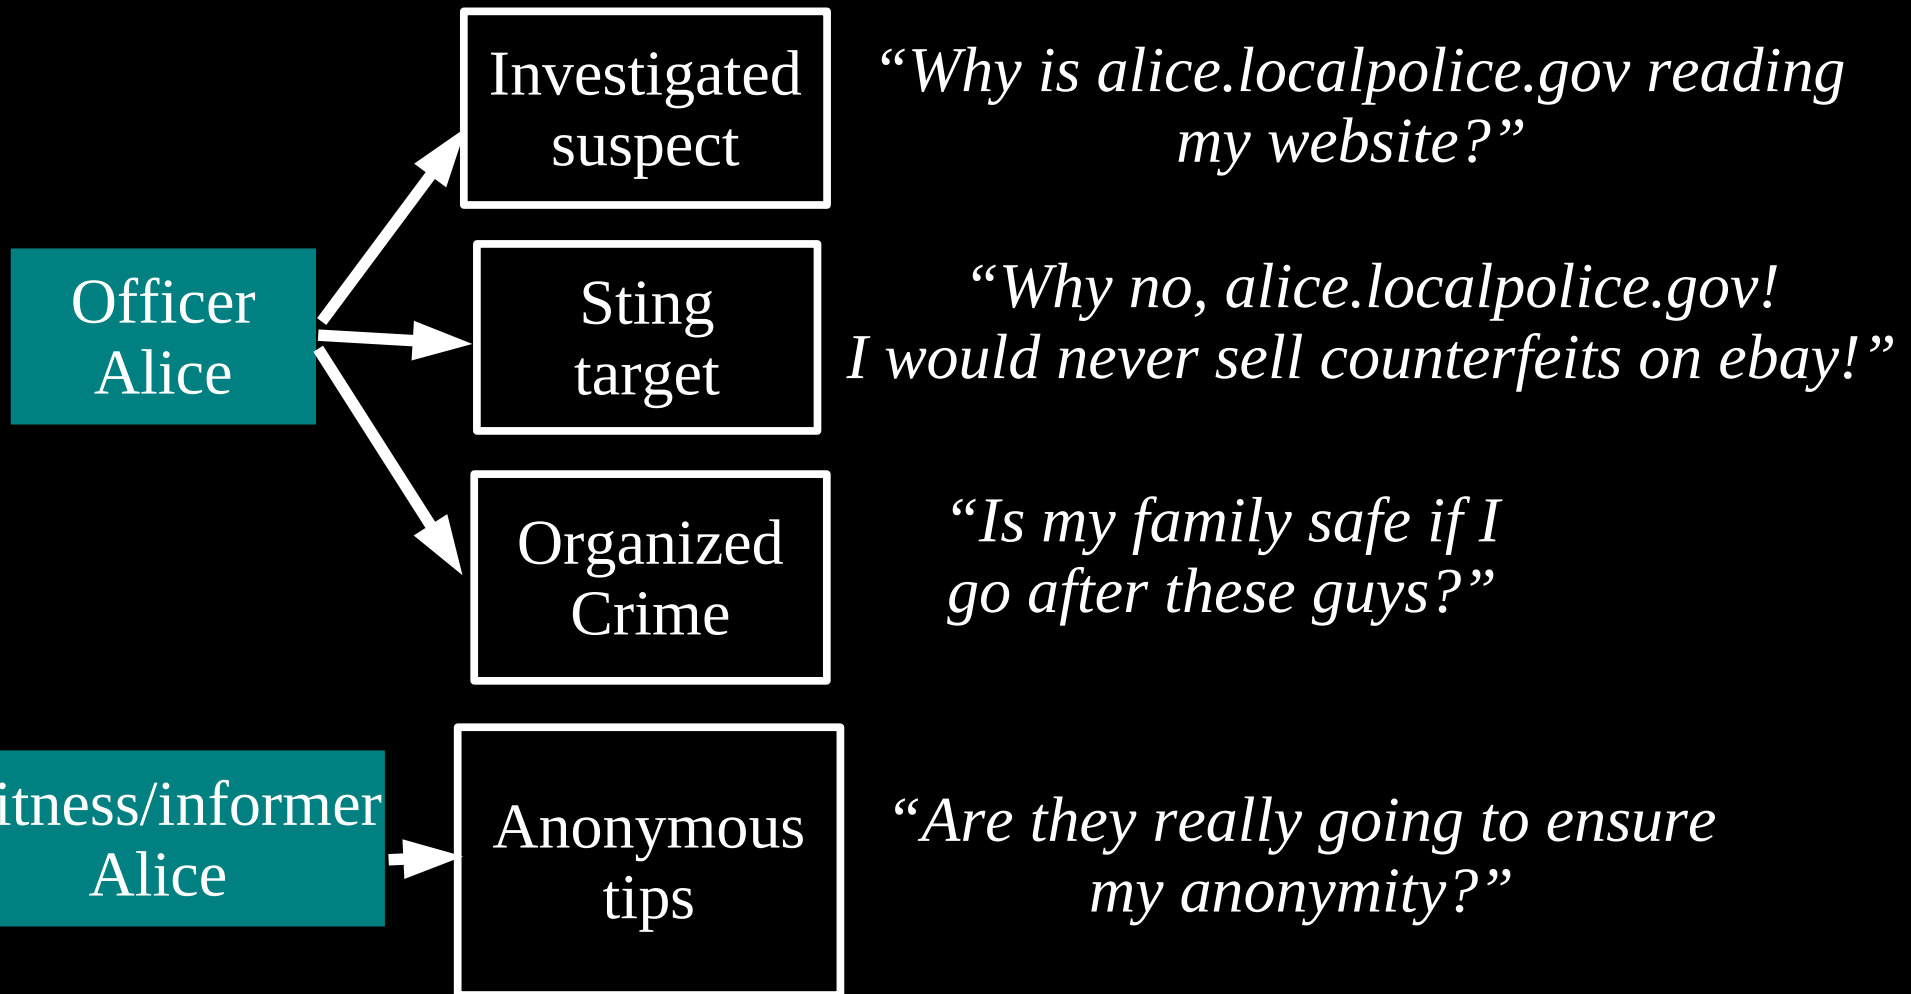 Investigated
suspect
“Why is alice.localpolice.gov reading
my website?”
Officer
Alice
Sting
target
“Why no, alice.localpolice.gov!
I would never sell counterfeits on ebay!”
Organized
Crime
“Is my family safe if I
go after these guys?”
itness/informer
Alice
Anonymous
tips
“Are they really going to ensure
my anonymity?”